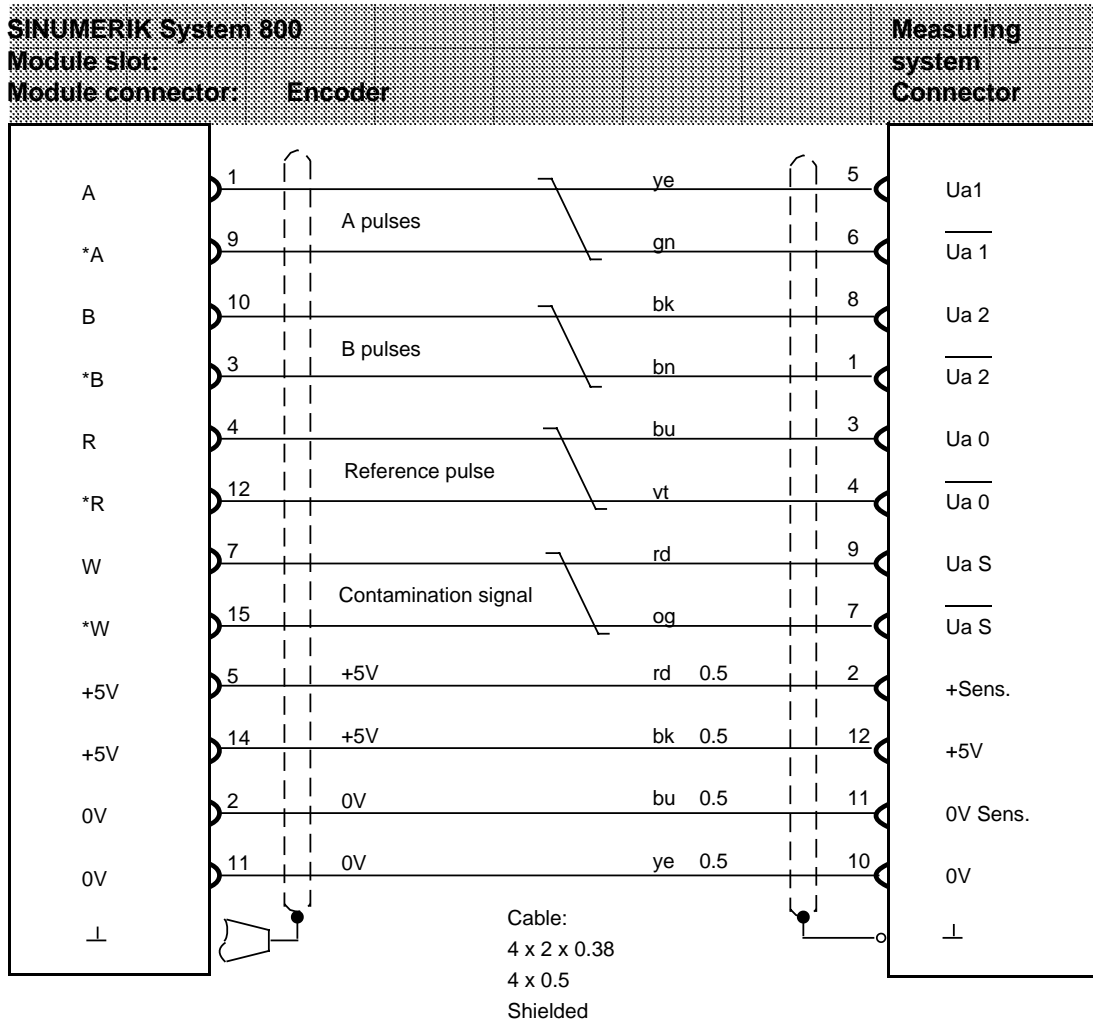 SINUMERIK System 800 Measuring
Module slot: system
Module connector: Encoder Connector
A 1 ye 5 Ua1
A pulses
*A 9 gn 6 Ua 1
B 10 bk 8 Ua 2
B pulses
*B 3 bn 1 Ua 2
R 4 bu 3 Ua 0
Reference pulse
*R 12 vt 4 Ua 0
W 7 rd 9 Ua S
Contamination signal
*W 15 og 7 Ua S
+5V 5 +5V rd 0.5 2 +Sens.
+5V 14 +5V bk 0.5 12 +5V
0V 2 0V bu 0.5 11 0V Sens.
0V 11 0V ye 0.5 10 0V
Cable:
4 x 2 x 0.38
4 x 0.5
Shielded